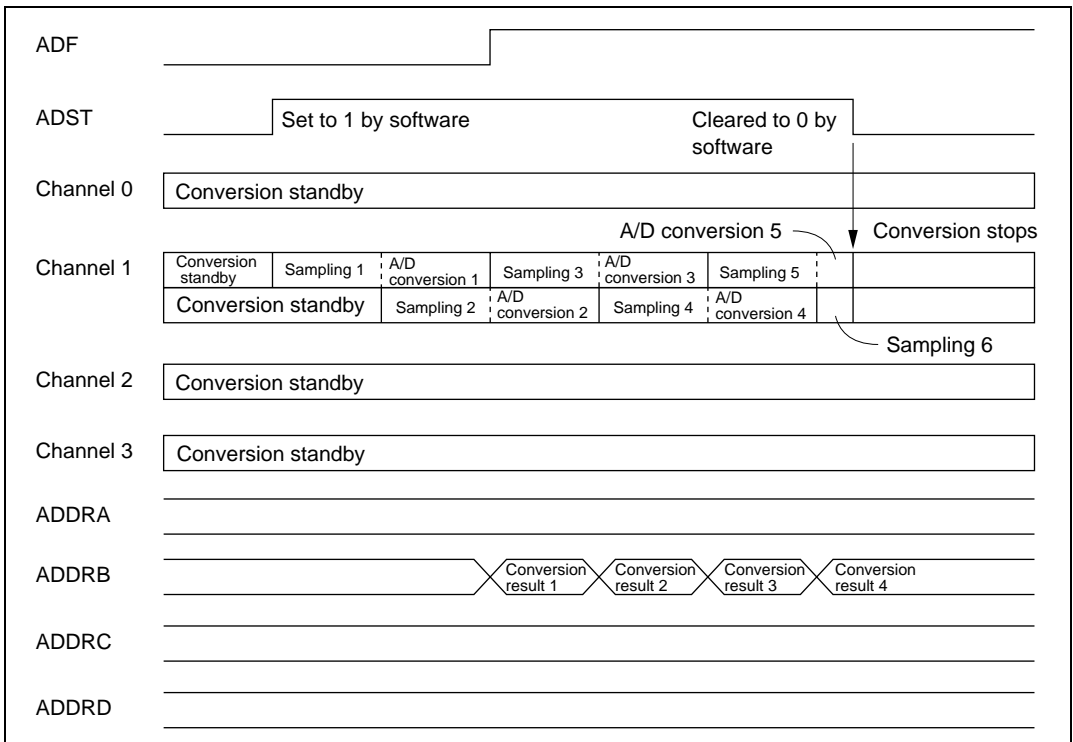 ADF
ADST
Set to 1 by software
Cleared to 0 by
software
Channel 0
Conversion standby
A/D conversion 5
Conversion stops
Channel 1
Conversion
standby
Sampling 1
A/D
conversion 1
Sampling 3
A/D
conversion 3
Sampling 5
Conversion standby
Sampling 2
A/D
conversion 2
Sampling 4
A/D
conversion 4
Sampling 6
Channel 2
Conversion standby
Channel 3
Conversion standby
ADDRA
ADDRB
Conversion
result 1
Conversion
result 2
Conversion
result 3
Conversion
result 4
ADDRC
ADDRD